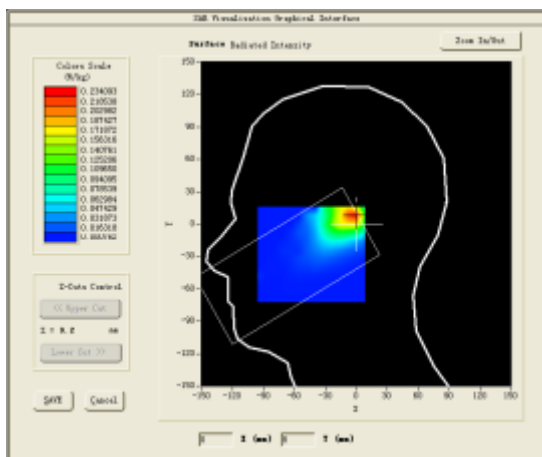 SAR Visualisation Graphical Interface
Surface Radiated Intensity
Zoom In/Out
Colors Scale
(W/kg)
0.234093
0.218538
0.202982
0.187427
0.171872
0.156316
0.140761
0.125206
0.109650
0.094095
0.078539
0.062984
0.047429
0.031873
0.016318
0.000762
Z-Data Control
<< Upper Cut
mm
Lower Cut >>
SAVE
Cancel
150
120
90
60
30
0
-30
-60
-90
-120
-150
Y
-150 -120 -90 -60 -30 0 30 60 90 120 150
X
X (mm)
Y (mm)